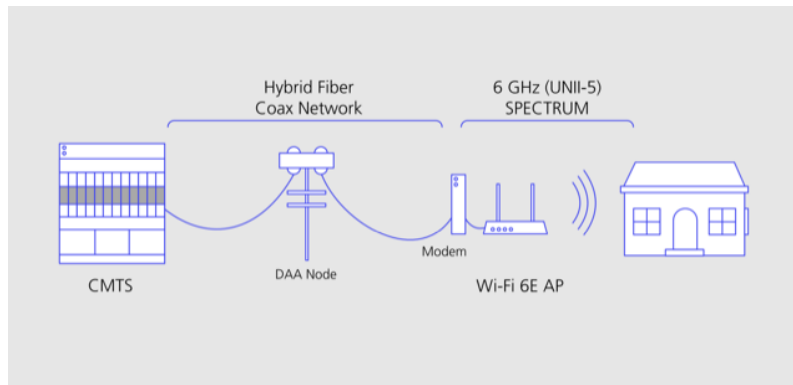 Hybrid Fiber
Coax Network
6 GHz (UNII-5)
SPECTRUM
CMTS
DAA Node
Modem
Wi-Fi 6E AP